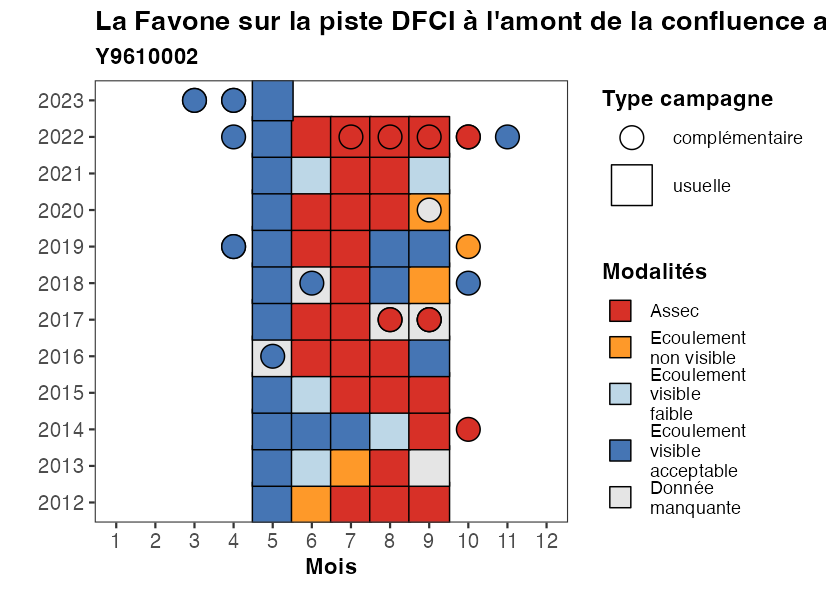 La Favone sur la piste DFCI à l'amont de la confluence a
Y9610002
2023
2022
2021
2020
2019
2018
2017
2016
2015
2014
2013
2012
1 2 3 4 5 6 7 8 9 10 11 12
Mois
Type campagne
complémentaire
usuelle
Modalités
Assec
Ecoulement
non visible
Ecoulement
visible
faible
Ecoulement
visible
acceptable
Donnée
manquante